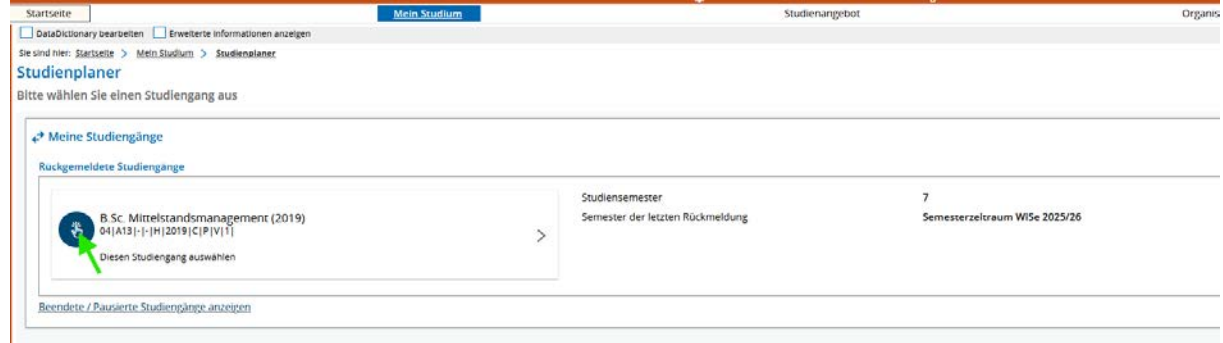 Startseite Mein Studium Studienangebot Organis
DataDictionary bearbeiten Erweiterte Informationen anzeigen
Sie sind hier: Startseite > Mein Studium > Studienplaner
Studienplaner
Bitte wählen Sie einen Studiengang aus
Meine Studiengänge
Rückgemeldete Studiengänge
B.Sc. Mittelstandsmanagement (2019)
04|A13|-|-|H|2019|C|P|V|1|
Diesen Studiengang auswählen
Studiensemester 7
Semester der letzten Rückmeldung Semesterzeitraum WiSe 2025/26
Beendete / Pausierte Studiengänge anzeigen